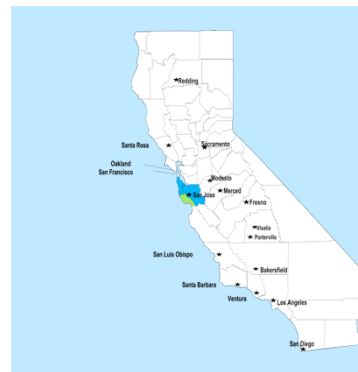 Redding
Santa Rosa
Sacramento
Oakland
San Francisco
Modesto
Merced
San Jose
Fresno
Visalia
Porterville
San Luis Obispo
Bakersfield
Santa Barbara
Ventura
Los Angeles
San Diego